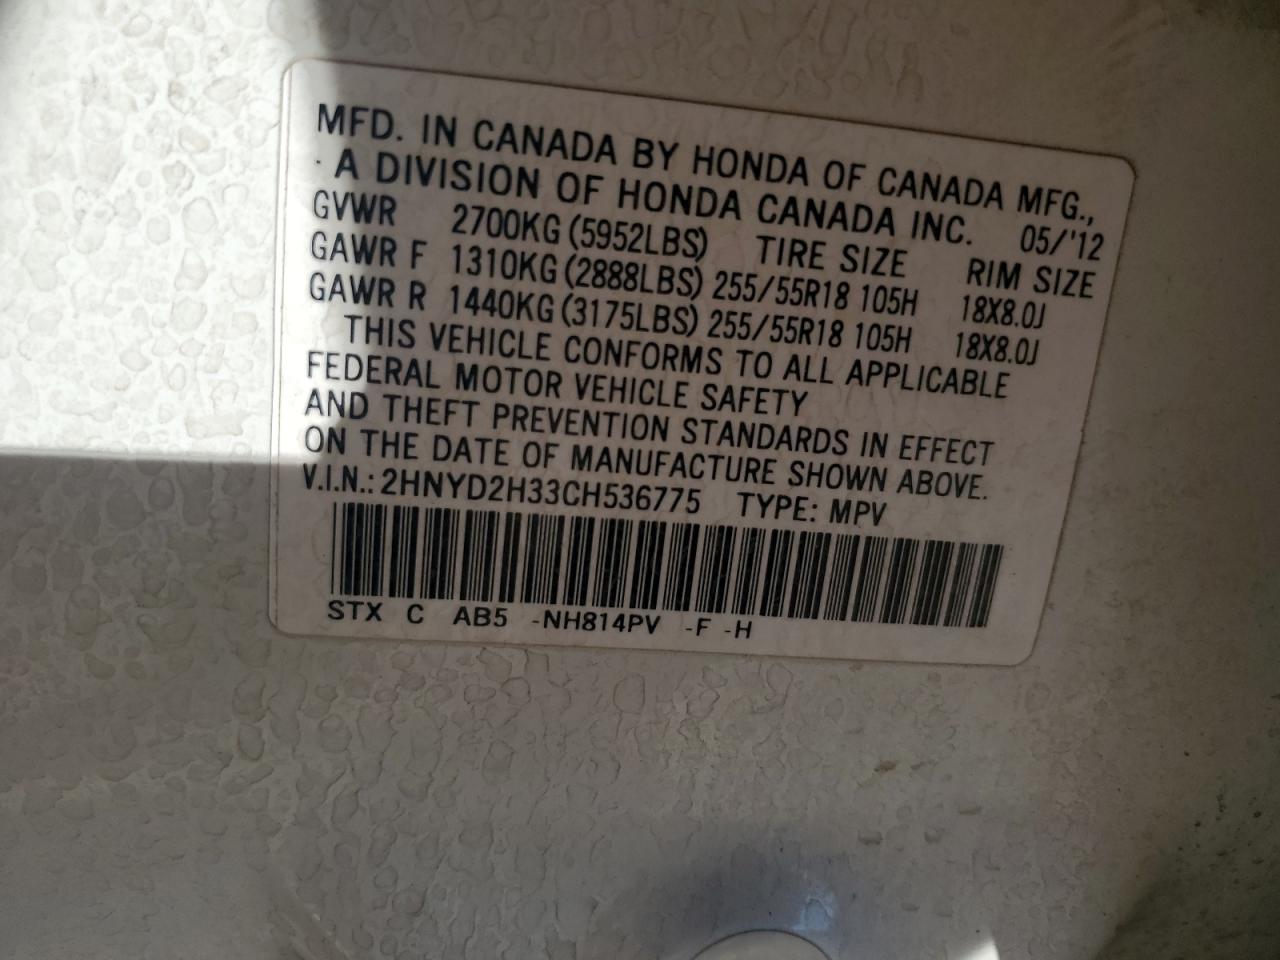 MFD. IN CANADA BY HONDA OF CANADA MFG.,
A DIVISION OF HONDA CANADA INC. 05/'12
GVWR 2700KG (5952LBS) TIRE SIZE RIM SIZE
GAWR F 1310KG (2888LBS) 255/55R18 105H 18X8.0J
GAWR R 1440KG (3175LBS) 255/55R18 105H 18X8.0J
THIS VEHICLE CONFORMS TO ALL APPLICABLE
FEDERAL MOTOR VEHICLE SAFETY
AND THEFT PREVENTION STANDARDS IN EFFECT
ON THE DATE OF MANUFACTURE SHOWN ABOVE.
V.I.N.: 2HNYD2H33CH536775 TYPE: MPV
STX C AB5 -NH814PV -F -H